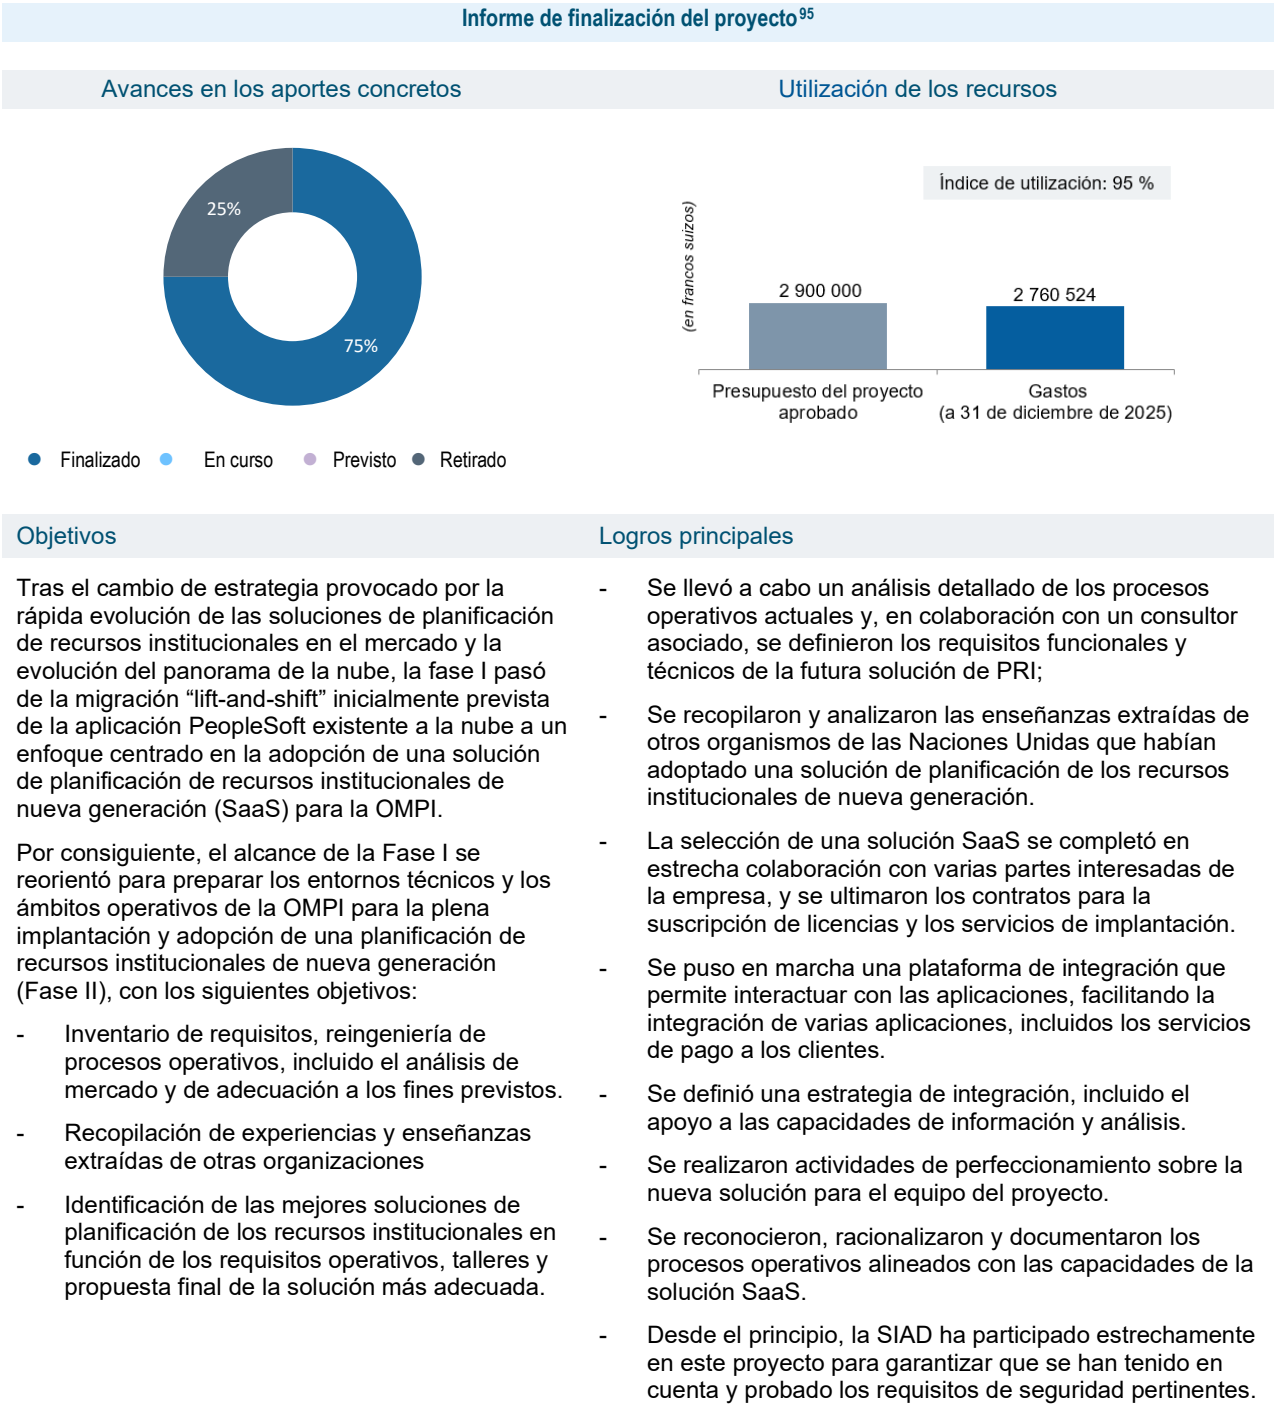 Informe de finalización del proyecto95
Avances en los aportes concretos
Utilización de los recursos
25%
75%
Finalizado
En curso
Previsto
Retirado
Índice de utilización: 95 %
(en francos suizos)
2 900 000
2 760 524
Presupuesto del proyecto
aprobado
Gastos
(a 31 de diciembre de 2025)
Objetivos
Tras el cambio de estrategia provocado por la
rápida evolución de las soluciones de planificación
de recursos institucionales en el mercado y la
evolución del panorama de la nube, la fase I pasó
de la migración “lift-and-shift” inicialmente prevista
de la aplicación PeopleSoft existente a la nube a un
enfoque centrado en la adopción de una solución
de planificación de recursos institucionales de
nueva generación (SaaS) para la OMPI.
Por consiguiente, el alcance de la Fase I se
reorientó para preparar los entornos técnicos y los
ámbitos operativos de la OMPI para la plena
implantación y adopción de una planificación de
recursos institucionales de nueva generación
(Fase II), con los siguientes objetivos:
- Inventario de requisitos, reingeniería de
procesos operativos, incluido el análisis de
mercado y de adecuación a los fines previstos.
- Recopilación de experiencias y enseñanzas
extraídas de otras organizaciones
- Identificación de las mejores soluciones de
planificación de los recursos institucionales en
función de los requisitos operativos, talleres y
propuesta final de la solución más adecuada.
Logros principales
- Se llevó a cabo un análisis detallado de los procesos
operativos actuales y, en colaboración con un consultor
asociado, se definieron los requisitos funcionales y
técnicos de la futura solución de PRI;
- Se recopilaron y analizaron las enseñanzas extraídas de
otros organismos de las Naciones Unidas que habían
adoptado una solución de planificación de los recursos
institucionales de nueva generación.
- La selección de una solución SaaS se completó en
estrecha colaboración con varias partes interesadas de
la empresa, y se ultimaron los contratos para la
suscripción de licencias y los servicios de implantación.
- Se puso en marcha una plataforma de integración que
permite interactuar con las aplicaciones, facilitando la
integración de varias aplicaciones, incluidos los servicios
de pago a los clientes.
- Se definió una estrategia de integración, incluido el
apoyo a las capacidades de información y análisis.
- Se realizaron actividades de perfeccionamiento sobre la
nueva solución para el equipo del proyecto.
- Se reconocieron, racionalizaron y documentaron los
procesos operativos alineados con las capacidades de la
solución SaaS.
- Desde el principio, la SIAD ha participado estrechamente
en este proyecto para garantizar que se han tenido en
cuenta y probado los requisitos de seguridad pertinentes.